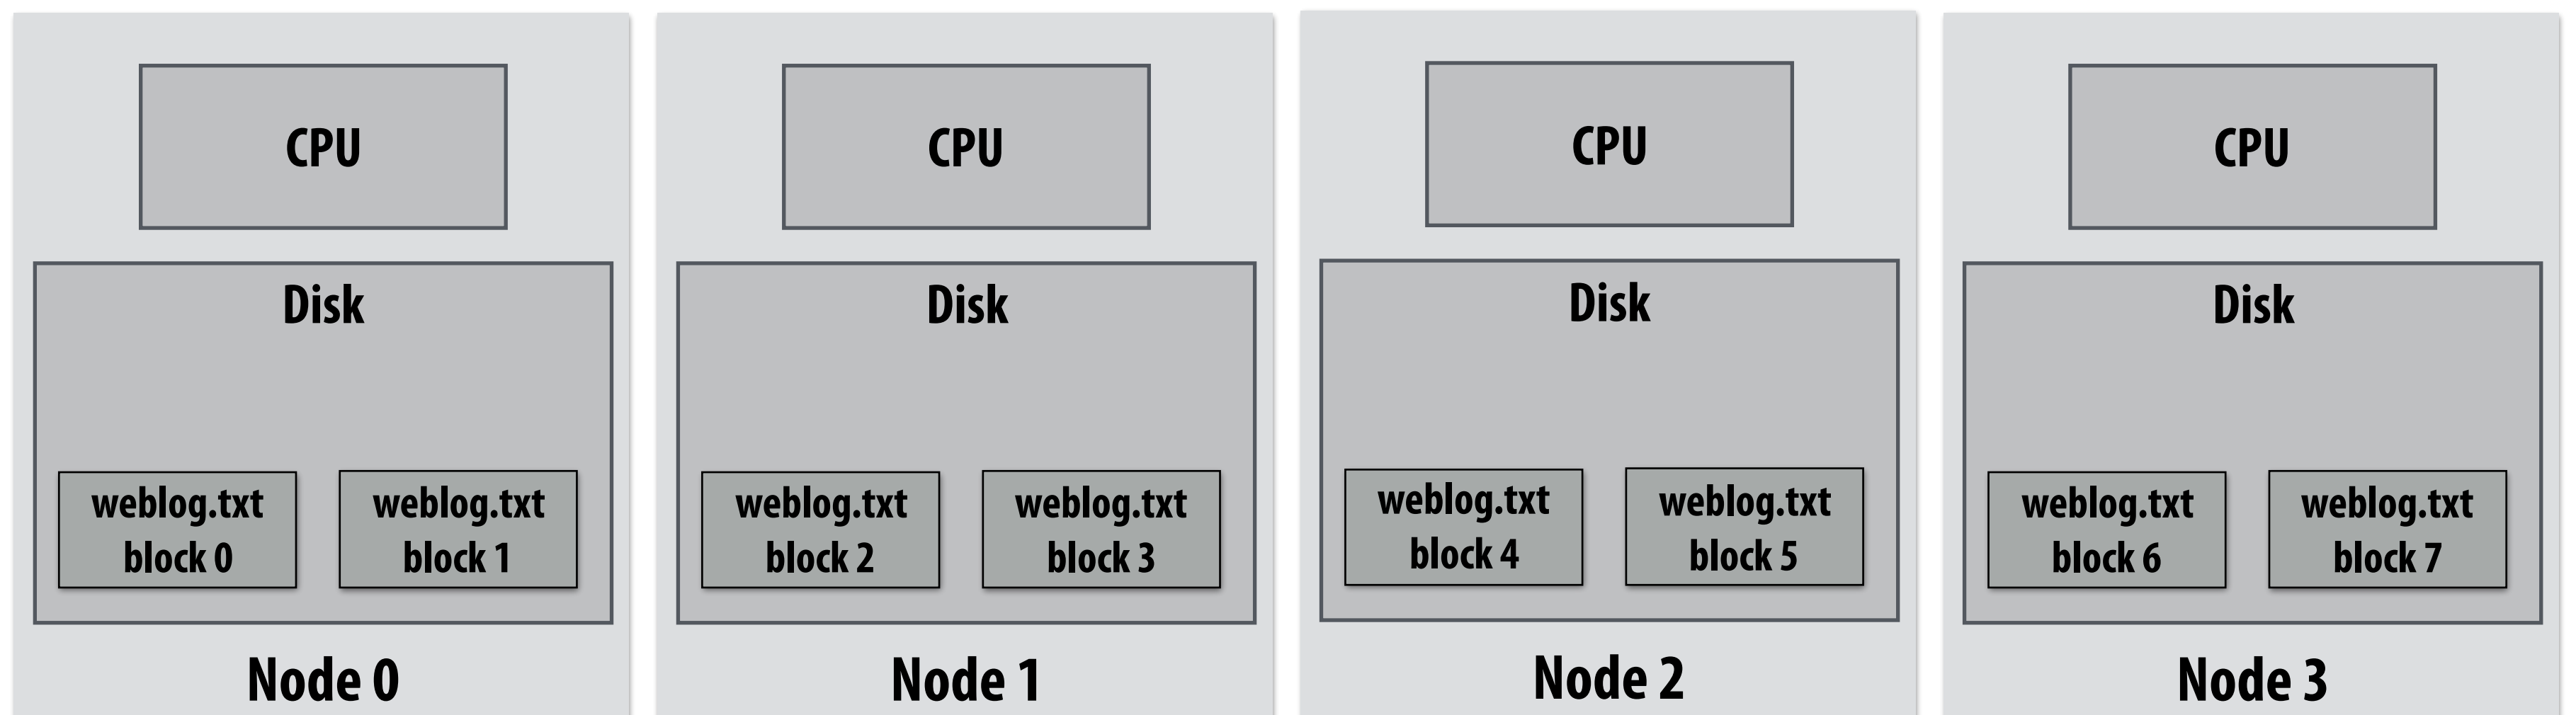 CPU
Disk
weblog.txt
block 0
weblog.txt
block 1
Node 0
CPU
Disk
weblog.txt
block 2
weblog.txt
block 3
Node 1
CPU
Disk
weblog.txt
block 4
weblog.txt
block 5
Node 2
CPU
Disk
weblog.txt
block 6
weblog.txt
block 7
Node 3